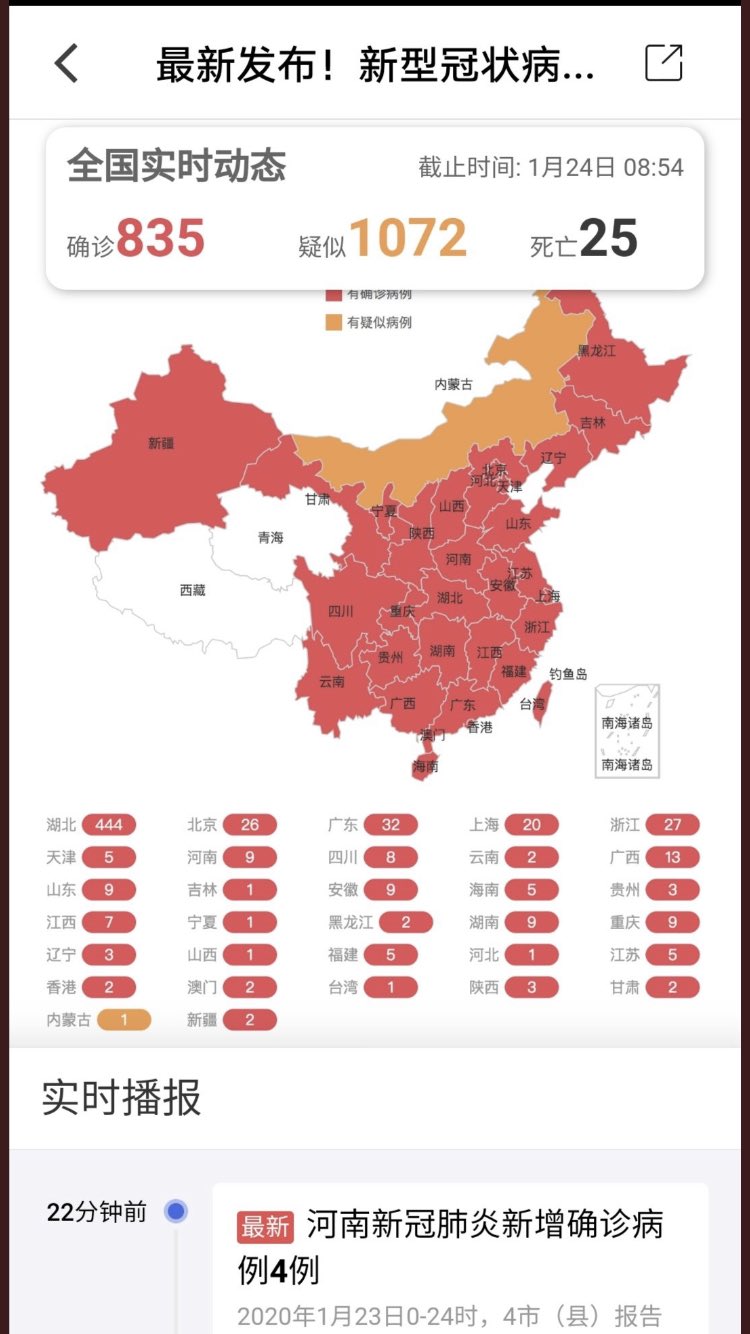 最新发布！新型冠状病...
全国实时动态 截止时间: 1月24日 08:54
确诊835 疑似1072 死亡25
有确诊病例
有疑似病例
黑龙江
内蒙古
吉林
新疆
辽宁
北京
河北 天津
甘肃
宁夏 山西
山东
陕西
青海
河南
江苏
安徽
西藏
上海
湖北
四川 重庆
浙江
湖南 江西
贵州
福建 钓鱼岛
云南
广西 广东 台湾
香港
澳门
海南
南海诸岛
南海诸岛
湖北 444 北京 26 广东 32 上海 20 浙江 27
天津 5 河南 9 四川 8 云南 2 广西 13
山东 9 吉林 1 安徽 9 海南 5 贵州 3
江西 7 宁夏 1 黑龙江 2 湖南 9 重庆 9
辽宁 3 山西 1 福建 5 河北 1 江苏 5
香港 2 澳门 2 台湾 1 陕西 3 甘肃 2
内蒙古 1 新疆 2
实时播报
22分钟前
最新 河南新冠肺炎新增确诊病
例4例
2020年1月23日0-24时，4市（县）报告